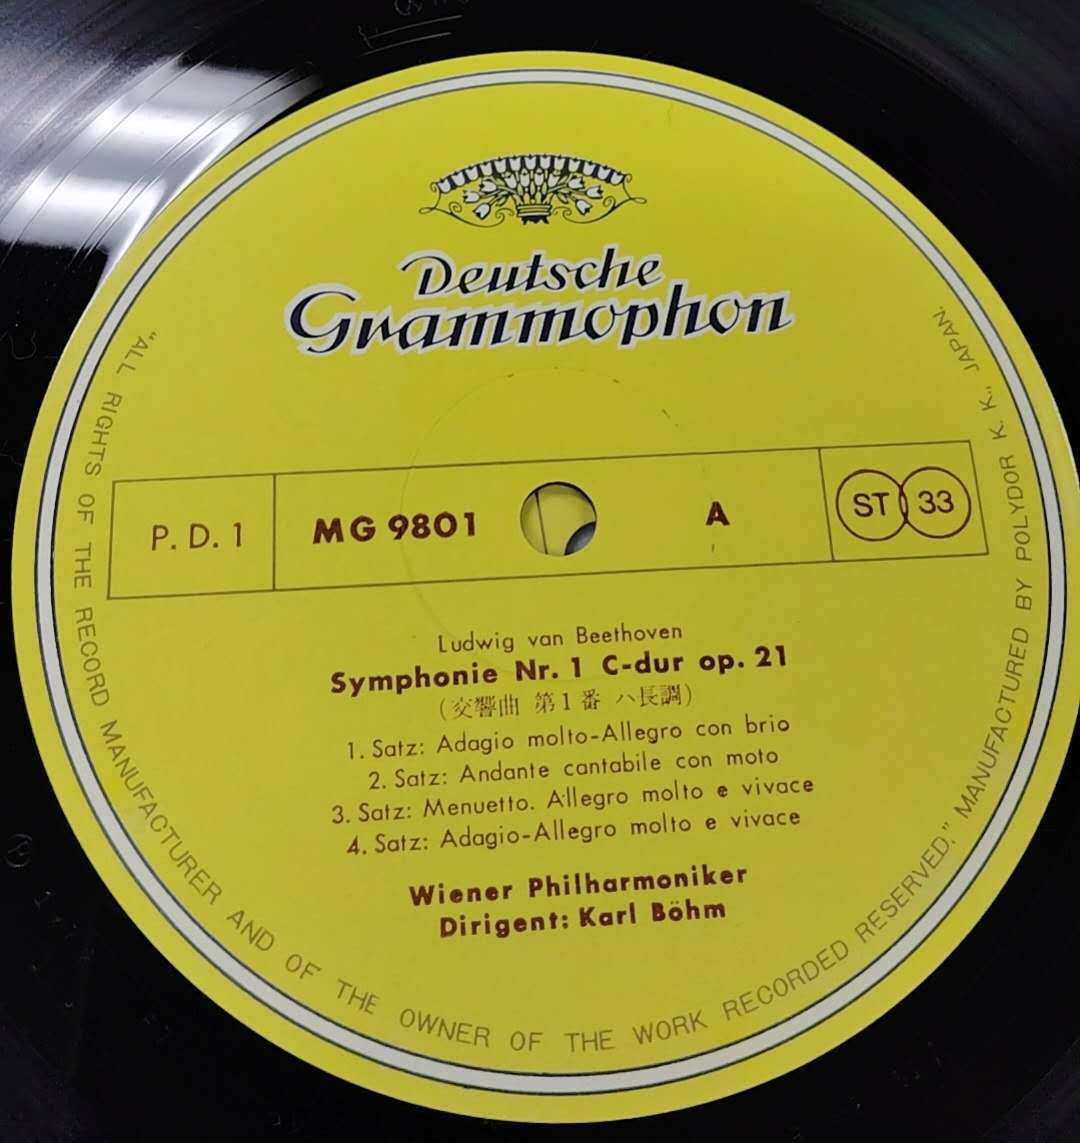 Deutsche
Grammophon
P. D. 1 MG 9801 A ST 33
Ludwig van Beethoven
Symphonie Nr. 1 C-dur op. 21
(交響曲 第1番 ハ長調)
1. Satz: Adagio molto-Allegro con brio
2. Satz: Andante cantabile con moto
3. Satz: Menuetto. Allegro molto e vivace
4. Satz: Adagio-Allegro molto e vivace
Wiener Philharmoniker
Dirigent: Karl Böhm
"ALL RIGHTS OF THE RECORD MANUFACTURER AND OF THE OWNER OF THE WORK RECORDED RESERVED." MANUFACTURED BY POLYDOR K. K., JAPAN.